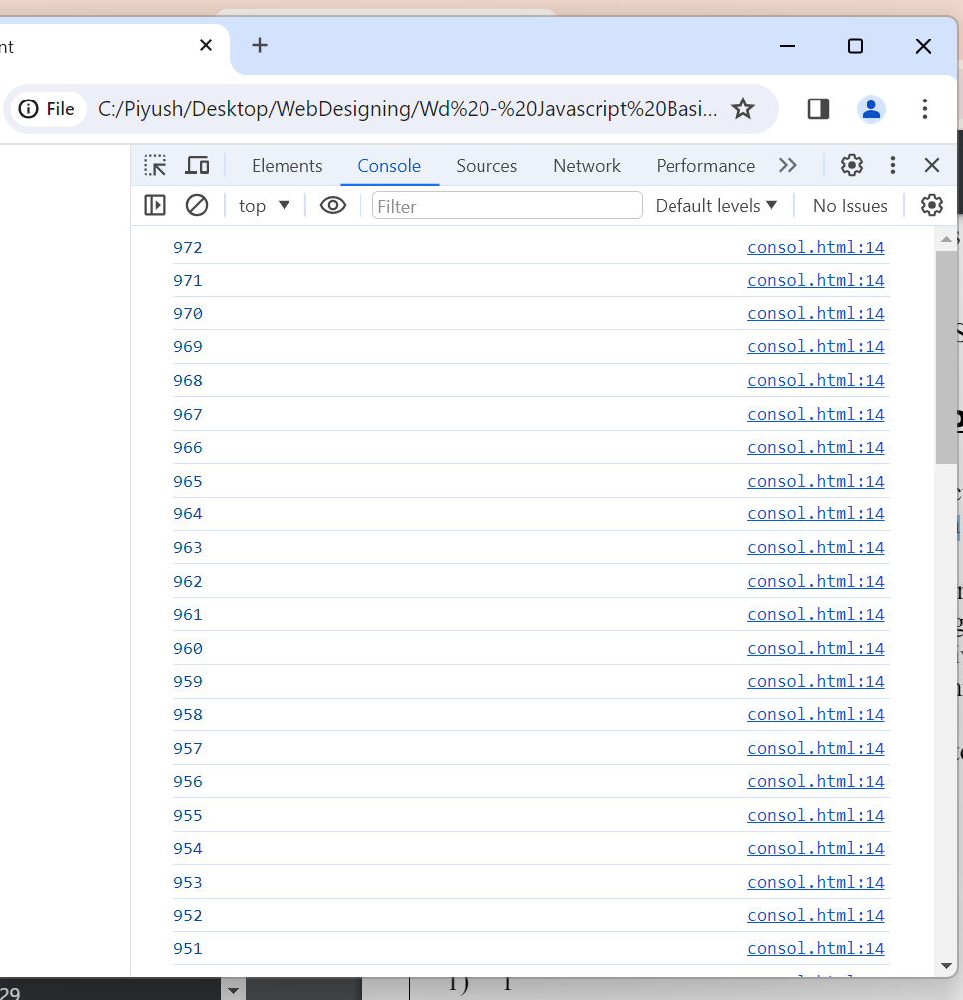 nt
File C:/Piyush/Desktop/WebDesigning/Wd%20-%20Javascript%20Basi...
Elements Console Sources Network Performance
top Filter Default levels No Issues
972 consol.html:14
971 consol.html:14
970 consol.html:14
969 consol.html:14
968 consol.html:14
967 consol.html:14
966 consol.html:14
965 consol.html:14
964 consol.html:14
963 consol.html:14
962 consol.html:14
961 consol.html:14
960 consol.html:14
959 consol.html:14
958 consol.html:14
957 consol.html:14
956 consol.html:14
955 consol.html:14
954 consol.html:14
953 consol.html:14
952 consol.html:14
951 consol.html:14
29